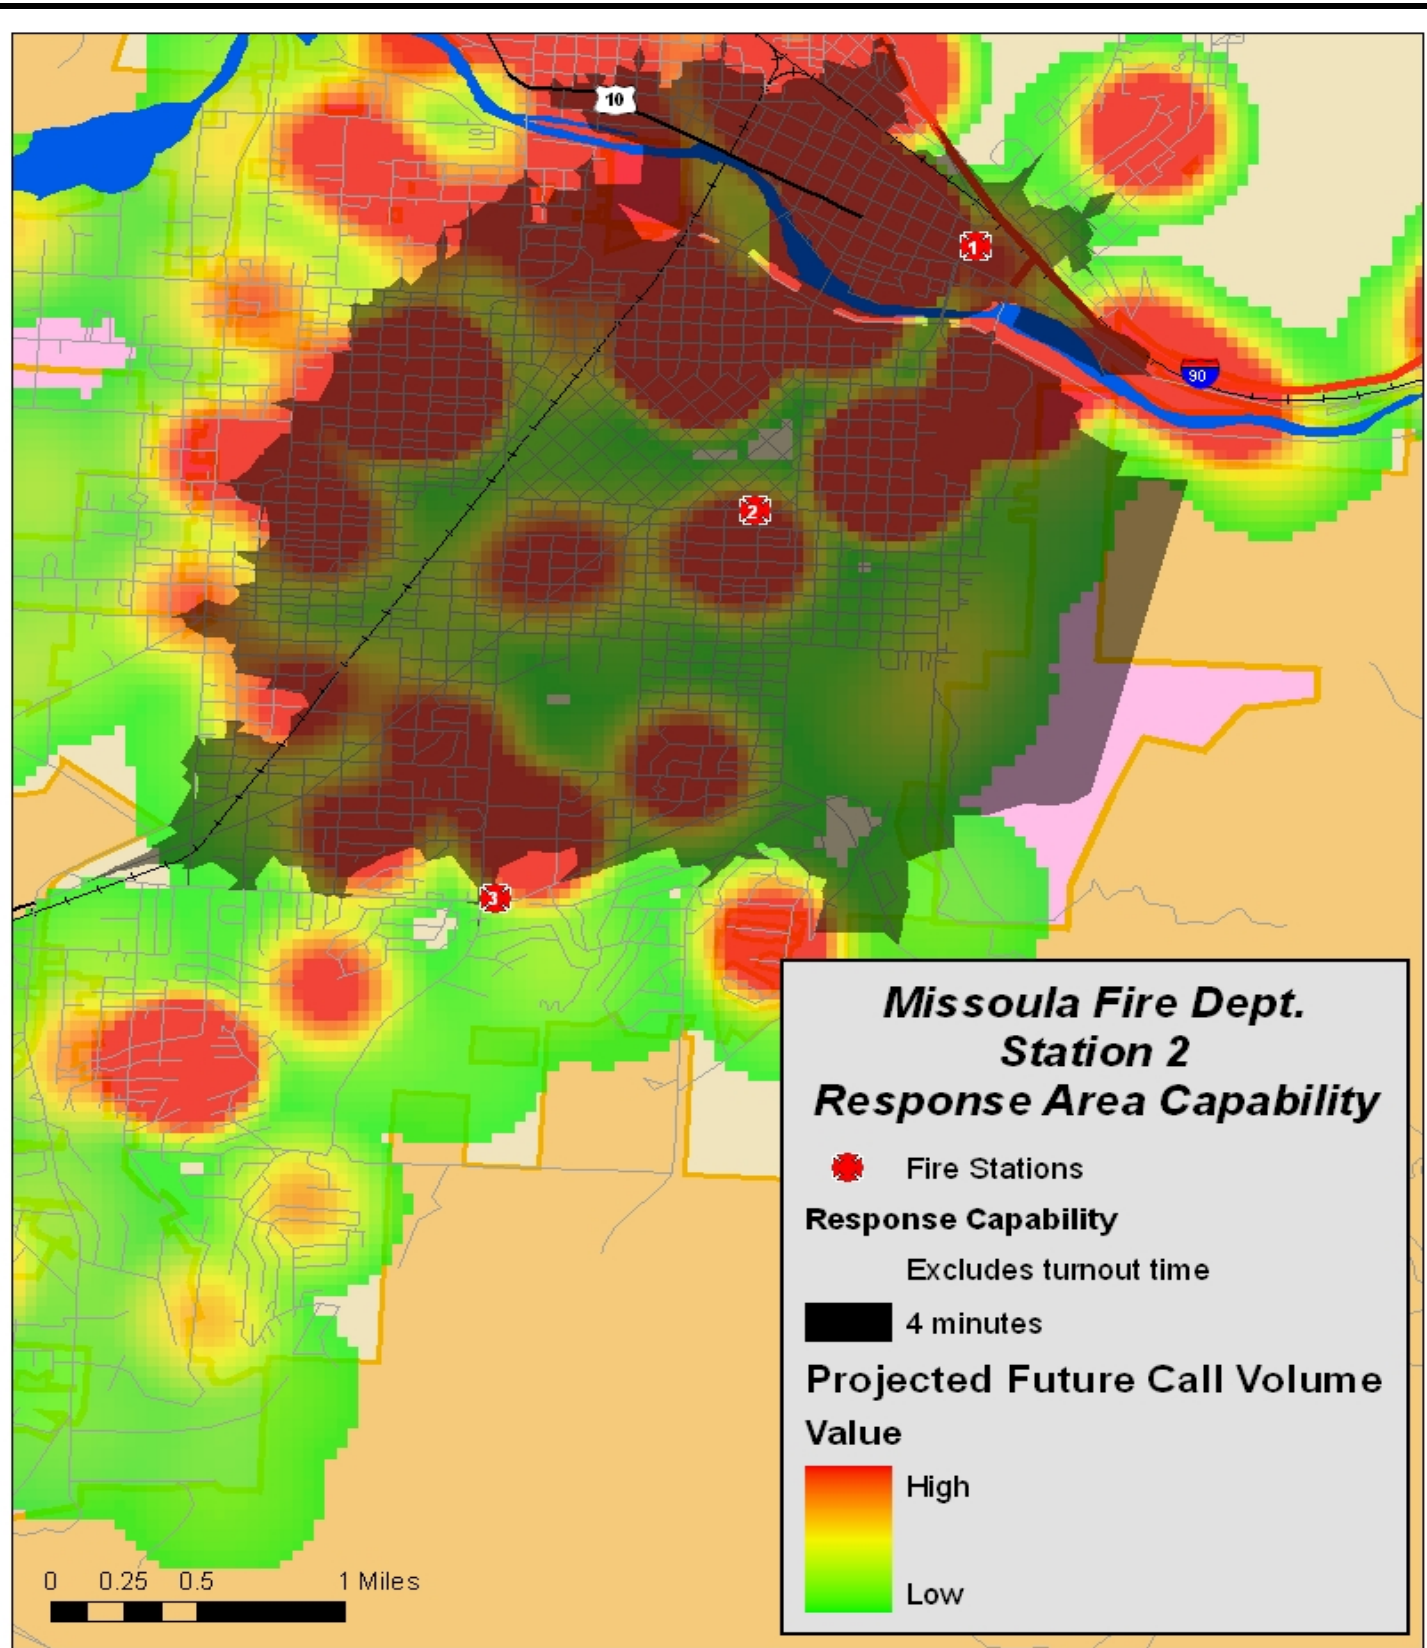 10
1
90
2
3
Missoula Fire Dept.
Station 2
Response Area Capability
Fire Stations
Response Capability
Excludes turnout time
4 minutes
Projected Future Call Volume
Value
High
Low
0 0.25 0.5 1 Miles